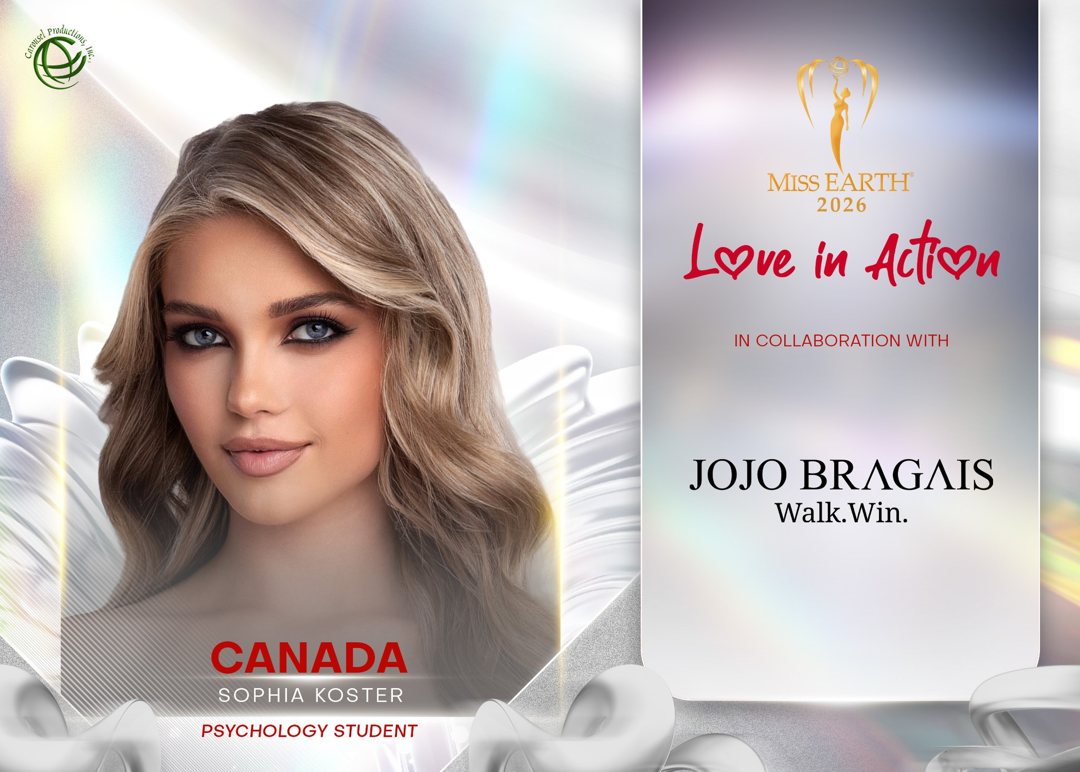 Carousel Productions, Inc.
CANADA
SOPHIA KOSTER
PSYCHOLOGY STUDENT
MISS EARTH®
2026
Love in Action
IN COLLABORATION WITH
JOJO BRAGAIS
Walk.Win.